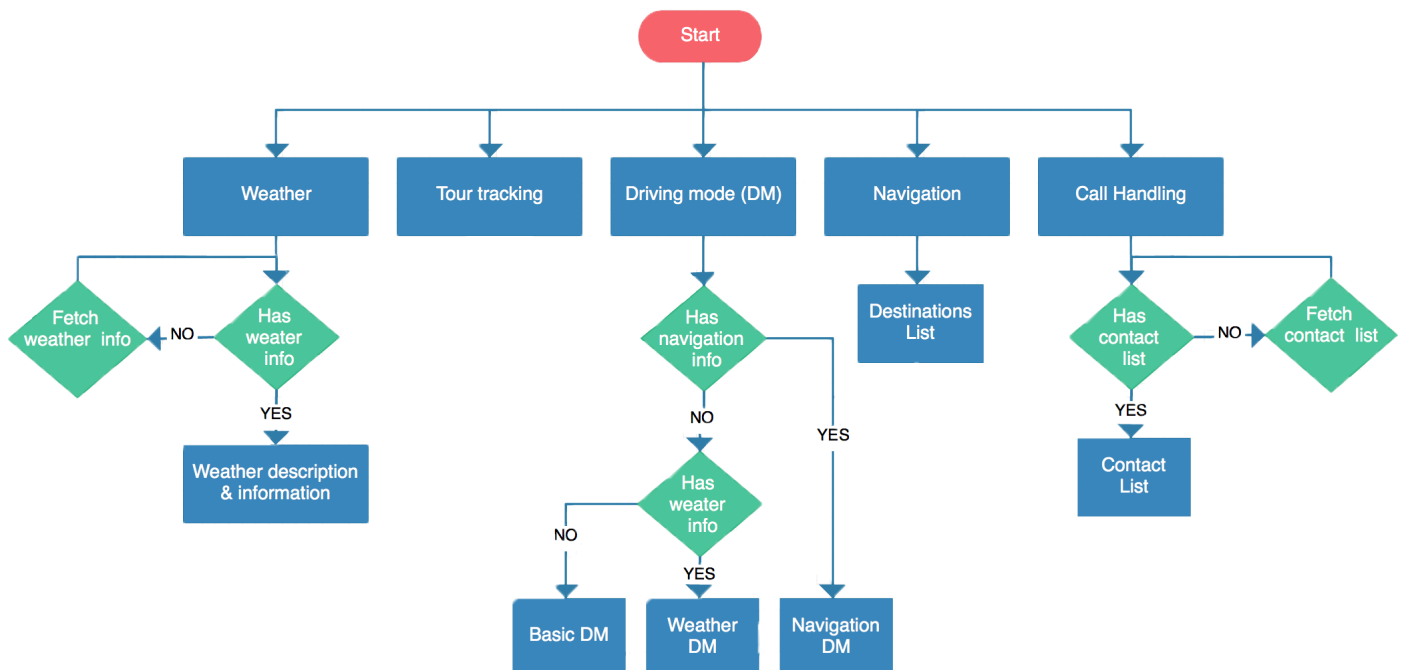 Start
Weather
Tour tracking
Driving mode (DM)
Navigation
Call Handling
Fetch
weather info
NO
Has
weater
info
YES
Weather description
& information
Has
navigation
info
NO
YES
Has
weater
info
NO
YES
Basic DM
Weather
DM
Navigation
DM
Destinations
List
Has
contact
list
NO
Fetch
contact list
YES
Contact
List